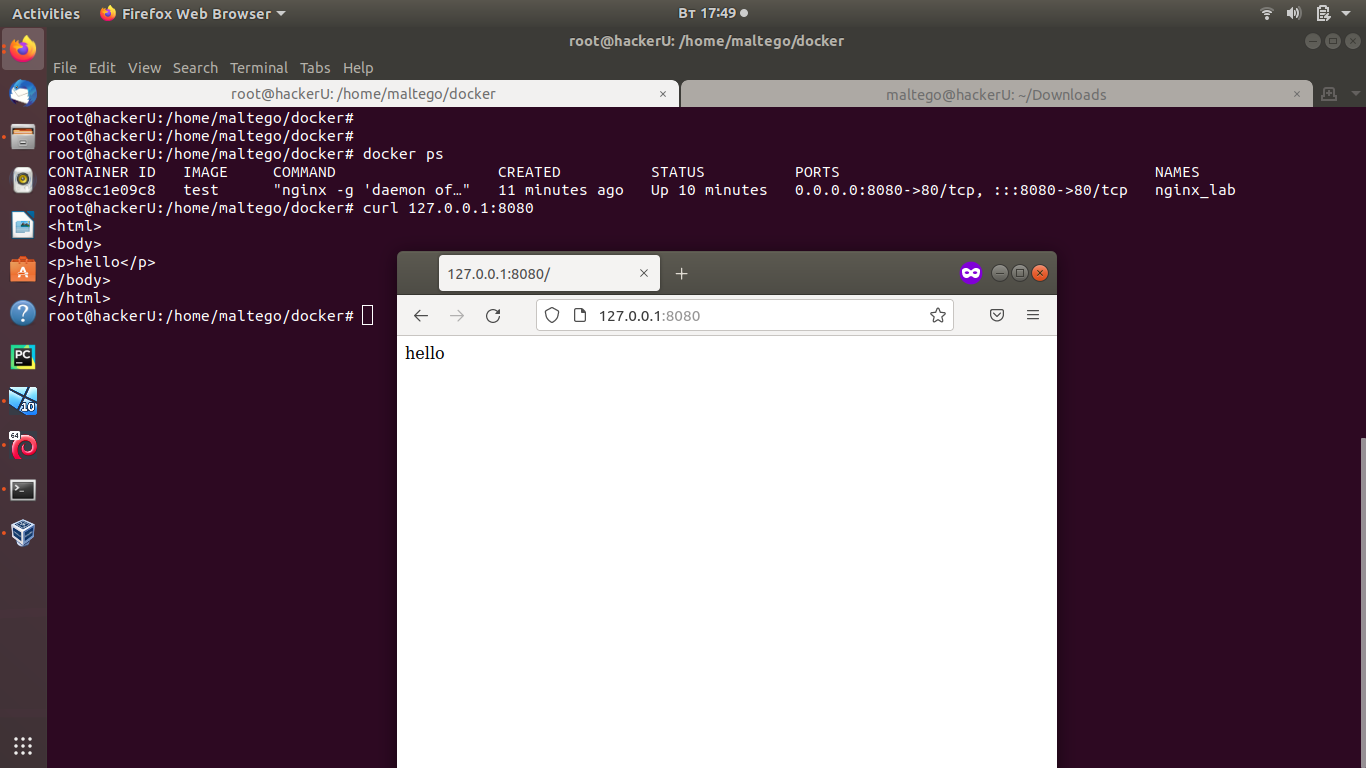 Activities Firefox Web Browser Вт 17:49
root@hackerU: /home/maltego/docker
File Edit View Search Terminal Tabs Help
root@hackerU: /home/maltego/docker × maltego@hackerU: ~/Downloads ×
root@hackerU:/home/maltego/docker#
root@hackerU:/home/maltego/docker#
root@hackerU:/home/maltego/docker# docker ps
CONTAINER ID IMAGE COMMAND CREATED STATUS PORTS NAMES
a088cc1e09c8 test "nginx -g 'daemon of…" 11 minutes ago Up 10 minutes 0.0.0.0:8080->80/tcp, :::8080->80/tcp nginx_lab
root@hackerU:/home/maltego/docker# curl 127.0.0.1:8080
<html>
<body>
<p>hello</p>
</body>
</html>
root@hackerU:/home/maltego/docker#
127.0.0.1:8080/
127.0.0.1:8080
hello
PC
10
64